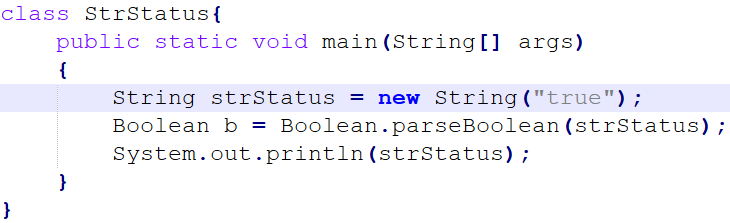 class StrStatus{
    public static void main(String[] args)
    {
        String strStatus = new String("true");
        Boolean b = Boolean.parseBoolean(strStatus);
        System.out.println(strStatus);
    }
}